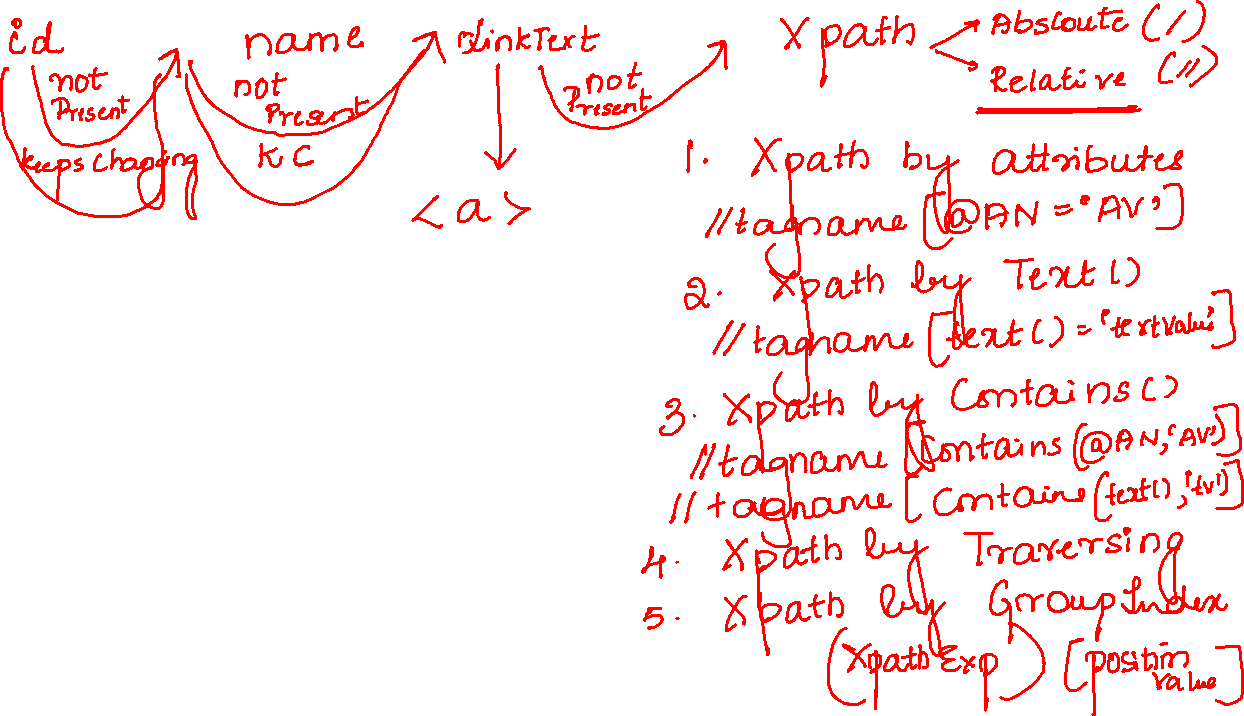 id name linkText Xpath Abscoute (/)
not Present not Present not Present Relative (//)
keeps changing KC
<a>
1. Xpath by attributes
//tagname [@AN = 'AV']
2. Xpath by Text()
//tagname [text() = 'textvalue']
3. Xpath by Contains()
//tagname [Contains(@AN,'AV')]
//tagname [Contains(text(),'tv')]
4. Xpath by Traversing
5. Xpath by GroupIndex
(Xpath Exp) [position value]